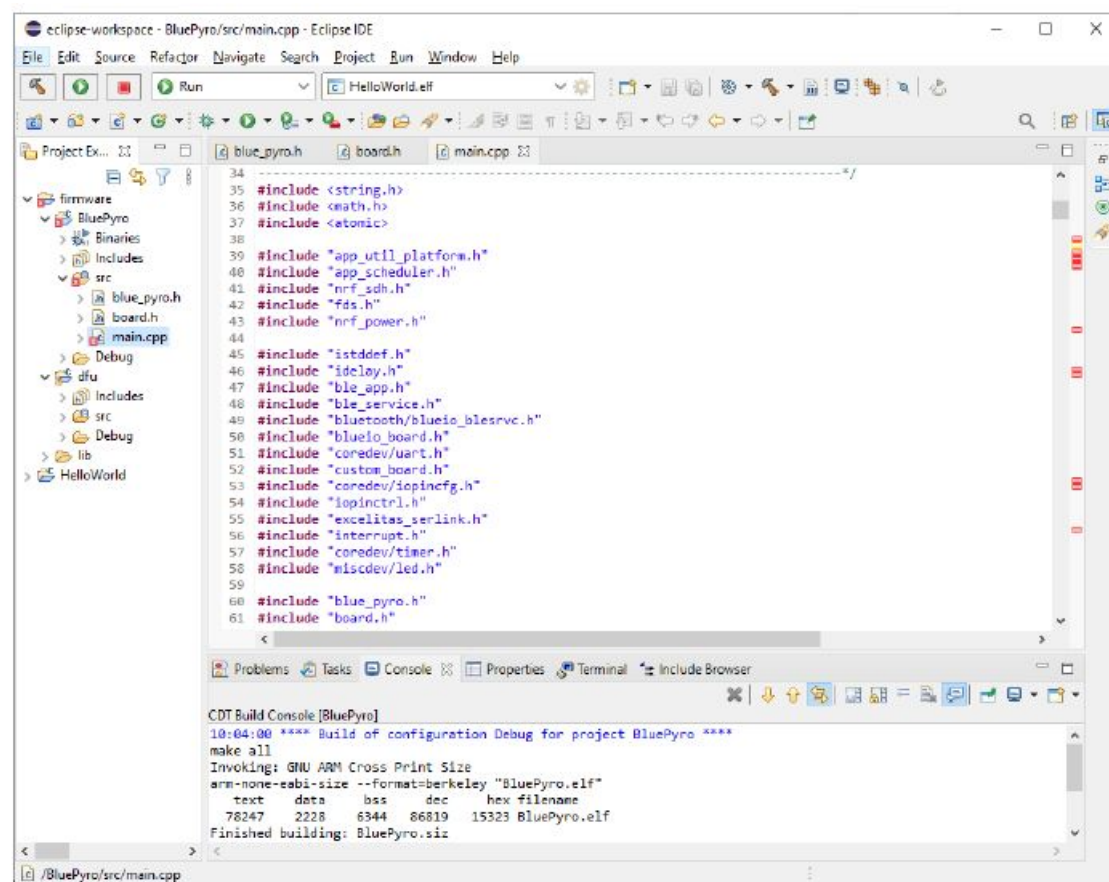 eclipse-workspace - BluePyro/src/main.cpp - Eclipse IDE
File Edit Source Refactor Navigate Search Project Run Window Help
Run
HelloWorld.elf
Project Ex...
blue_pyro.h
board.h
main.cpp
firmware
BluePyro
Binaries
Includes
src
blue_pyro.h
board.h
main.cpp
Debug
dfu
Includes
src
Debug
lib
HelloWorld
34 ------------------------------------------------------------------------*/
35 #include <string.h>
36 #include <math.h>
37 #include <atomic>
38
39 #include "app_util_platform.h"
40 #include "app_scheduler.h"
41 #include "nrf_sdh.h"
42 #include "fds.h"
43 #include "nrf_power.h"
44
45 #include "istddef.h"
46 #include "idelay.h"
47 #include "ble_app.h"
48 #include "ble_service.h"
49 #include "bluetooth/blueio_blesrvc.h"
50 #include "blueio_board.h"
51 #include "coredev/uart.h"
52 #include "custom_board.h"
53 #include "coredev/iopincfg.h"
54 #include "iopinctrl.h"
55 #include "excelitas_serlink.h"
56 #include "interrupt.h"
57 #include "coredev/timer.h"
58 #include "miscdev/led.h"
59
60 #include "blue_pyro.h"
61 #include "board.h"
Problems Tasks Console Properties Terminal Include Browser
CDT Build Console [BluePyro]
10:04:00 **** Build of configuration Debug for project BluePyro ****
make all
Invoking: GNU ARM Cross Print Size
arm-none-eabi-size --format=berkeley "BluePyro.elf"
text data bss dec hex filename
78247 2228 6344 86819 15323 BluePyro.elf
Finished building: BluePyro.siz
/BluePyro/src/main.cpp